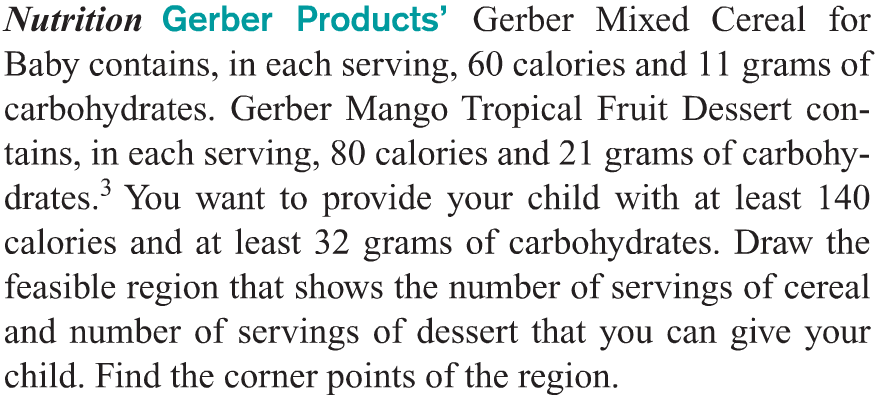 Nutrition Gerber Products’ Gerber Mixed Cereal for
Baby contains, in each serving, 60 calories and 11 grams of
carbohydrates. Gerber Mango Tropical Fruit Dessert con-
tains, in each serving, 80 calories and 21 grams of carbohy-
drates.³ You want to provide your child with at least 140
calories and at least 32 grams of carbohydrates. Draw the
feasible region that shows the number of servings of cereal
and number of servings of dessert that you can give your
child. Find the corner points of the region.